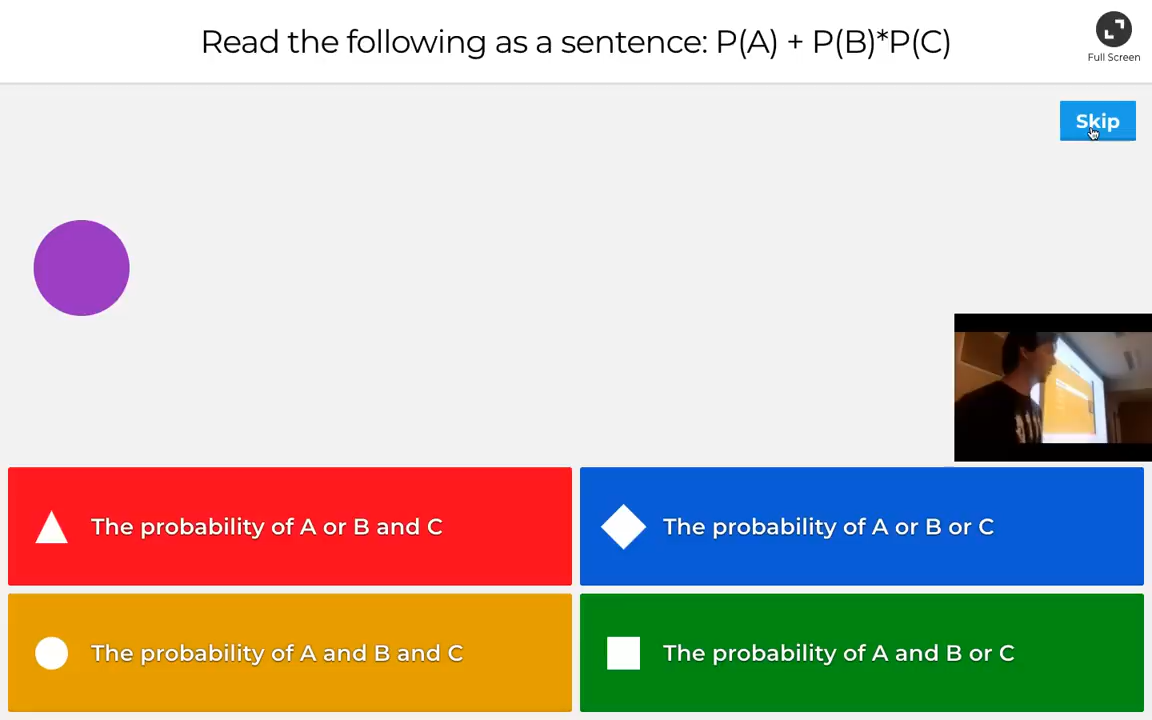 Read the following as a sentence: P(A) + P(B)*P(C)
Full Screen
Skip
The probability of A or B and C
The probability of A or B or C
The probability of A and B and C
The probability of A and B or C